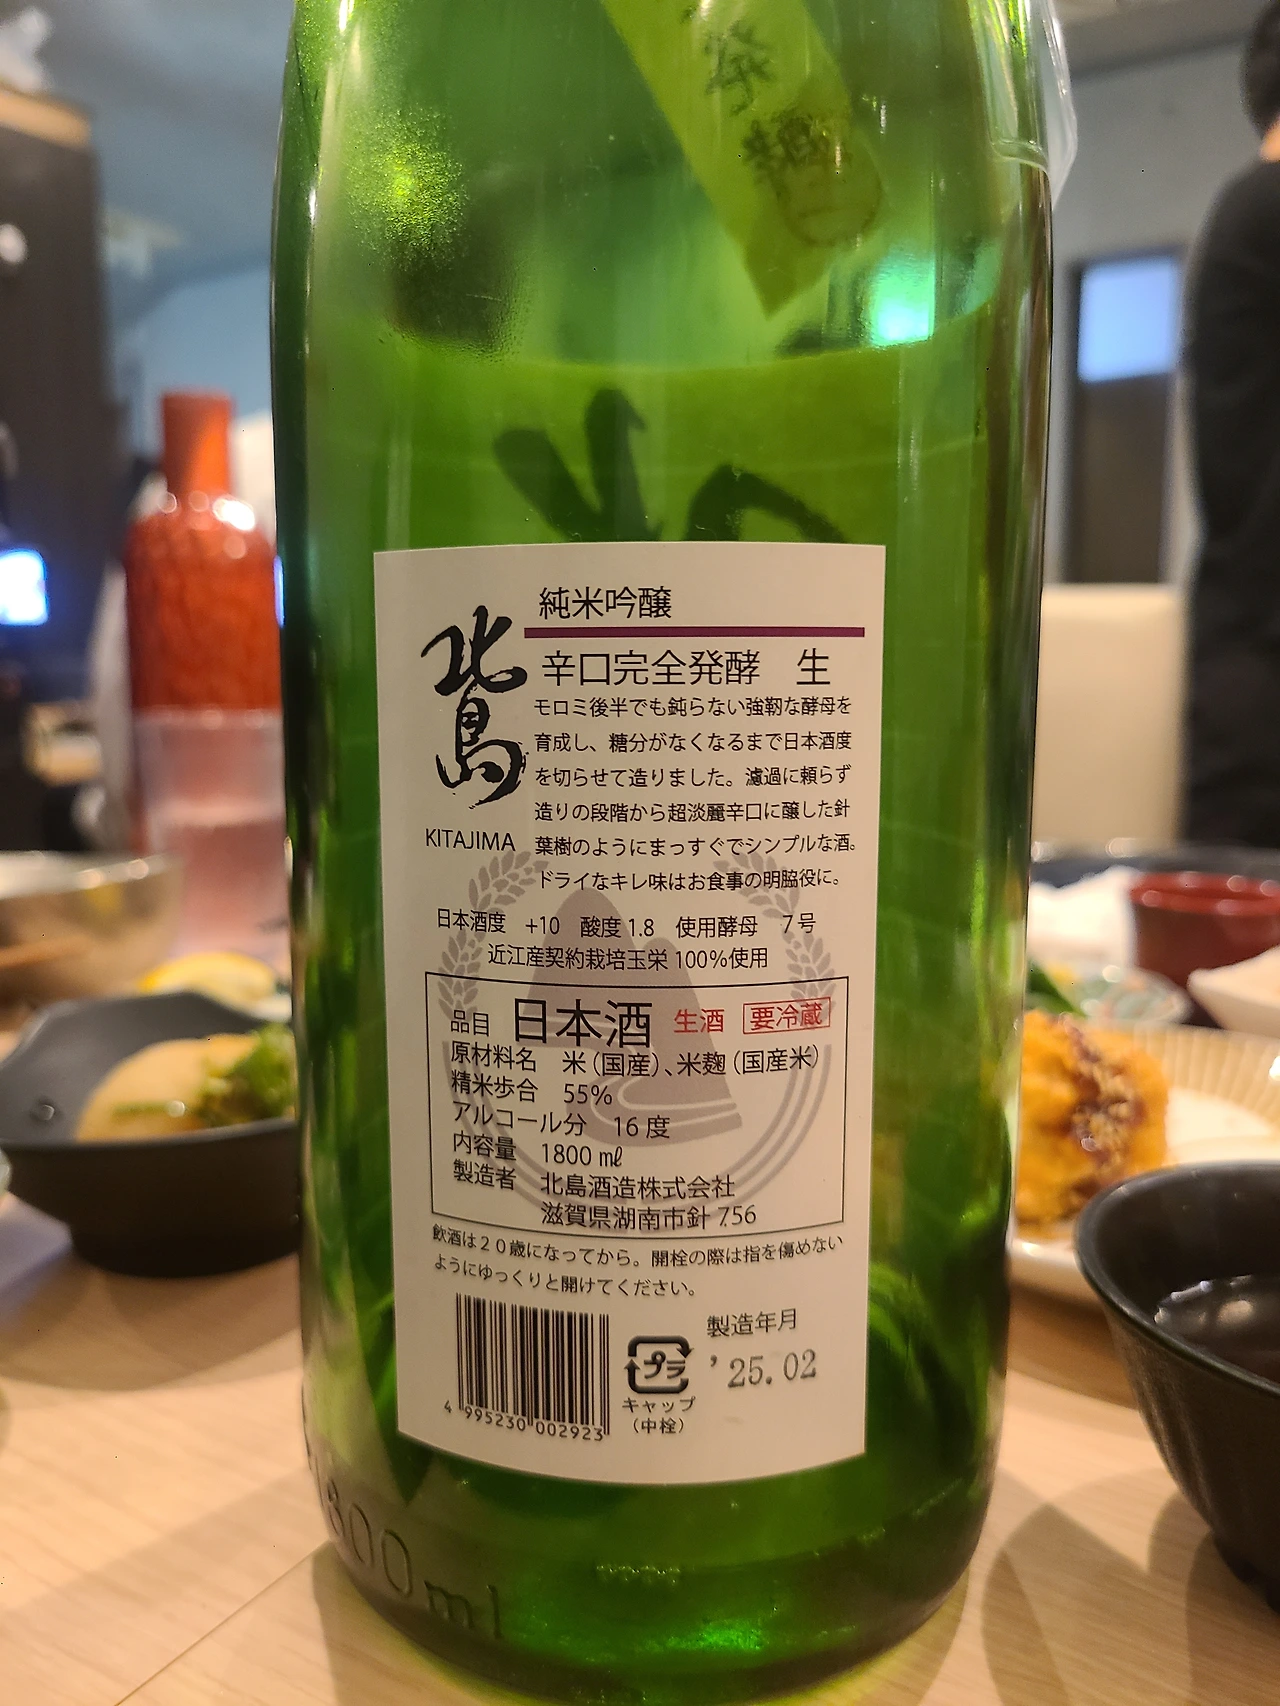 発
酵
純米吟醸
北島
KITAJIMA
辛口完全発酵 生
モロミ後半でも鈍らない強靭な酵母を
育成し、糖分がなくなるまで日本酒度
を切らせて造りました。濾過に頼らず
造りの段階から超淡麗辛口に醸した針
葉樹のようにまっすぐでシンプルな酒。
ドライなキレ味はお食事の明脇役に。
日本酒度 +10 酸度 1.8 使用酵母 7号
近江産契約栽培玉栄 100%使用
品目 日本酒 生酒 要冷蔵
原材料名 米(国産)、米麹(国産米)
精米歩合 55%
アルコール分 16度
内容量 1800㎖
製造者 北島酒造株式会社
滋賀県湖南市針 756
飲酒は20歳になってから。開栓の際は指を傷めない
ようにゆっくりと開けてください。
4 995230 002923
プラ
キャップ
(中栓)
製造年月
'25.02
1800ml